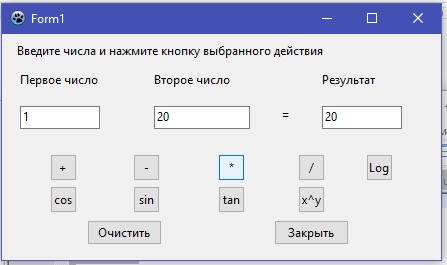 Form1
Введите числа и нажмите кнопку выбранного действия
Первое число Второе число Результат
1 20 = 20
+ - * / Log
cos sin tan x^y
Очистить Закрыть